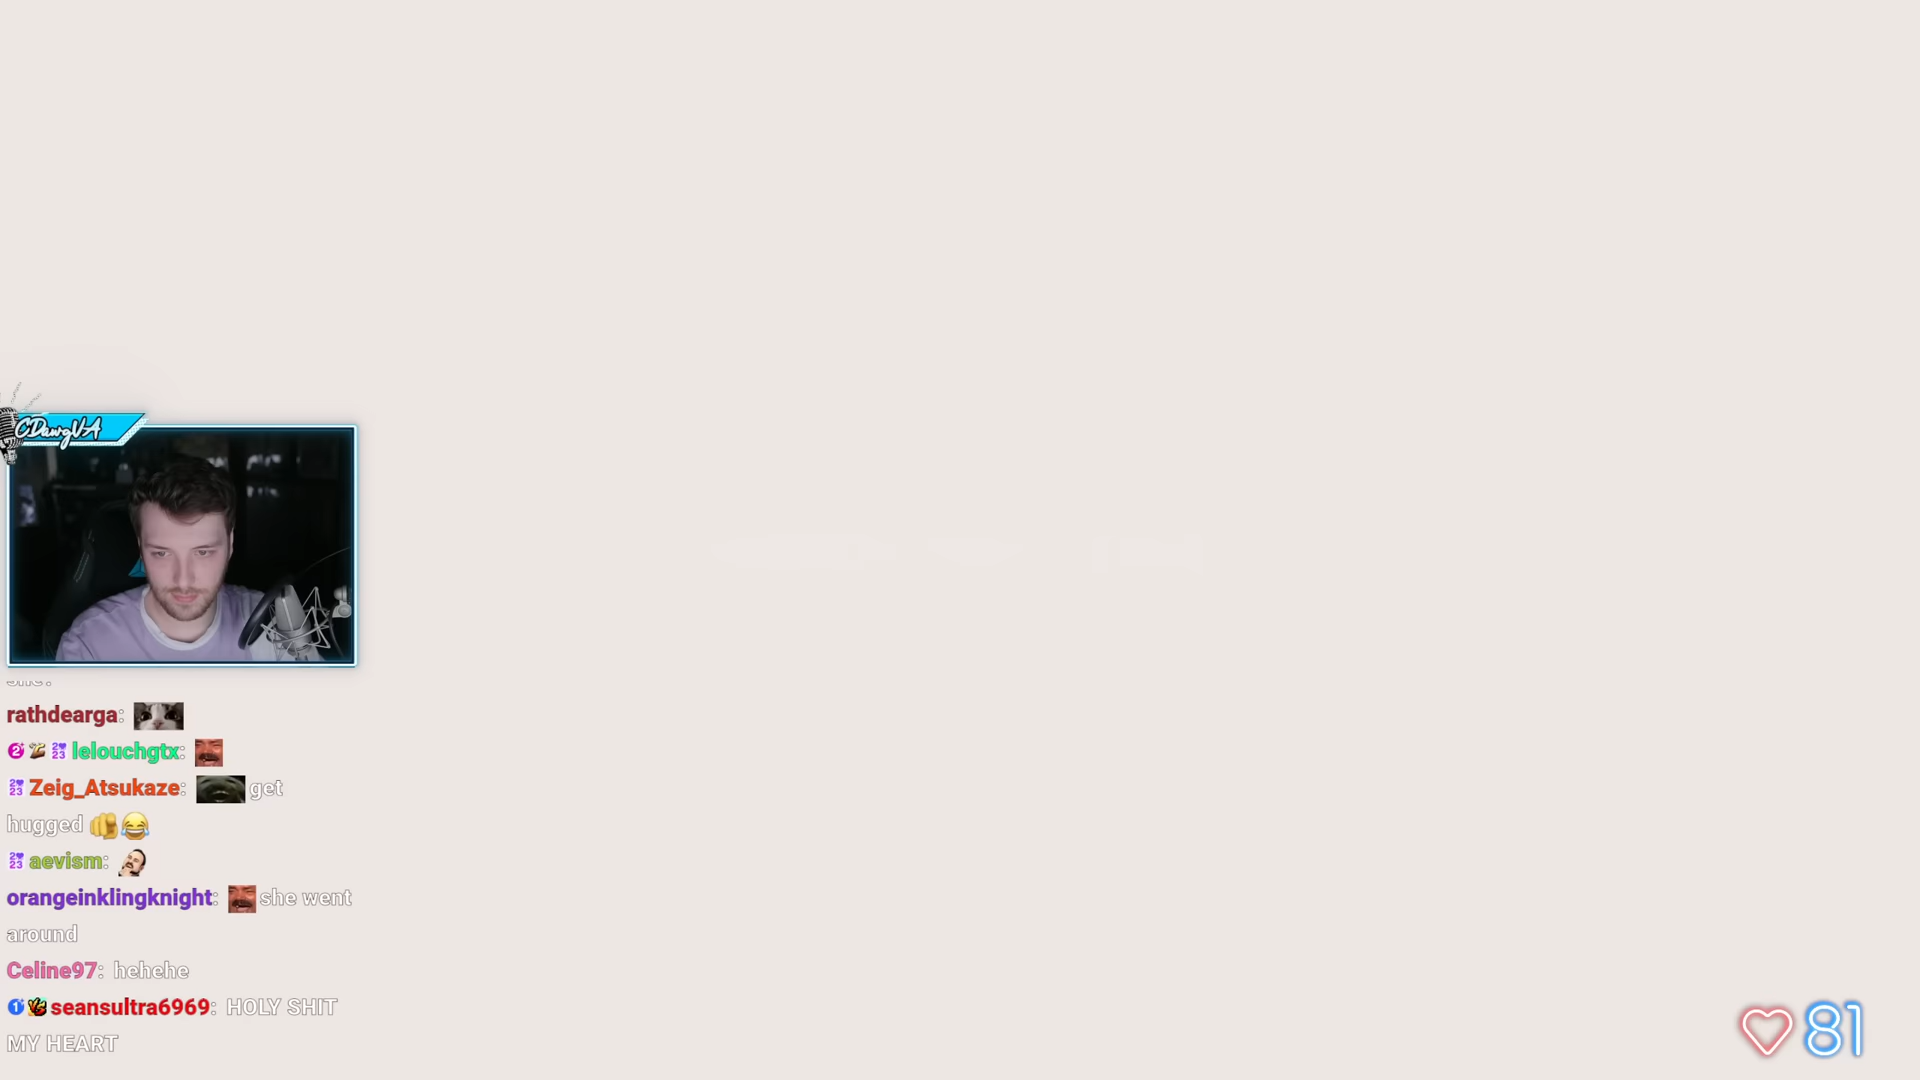 CDawgVA
rathdearga:
lelouchgtx:
Zeig_Atsukaze: get
hugged
aevism:
orangeinklingknight: she went
around
Celine97: hehehe
seansultra6969: HOLY SHIT
MY HEART
81